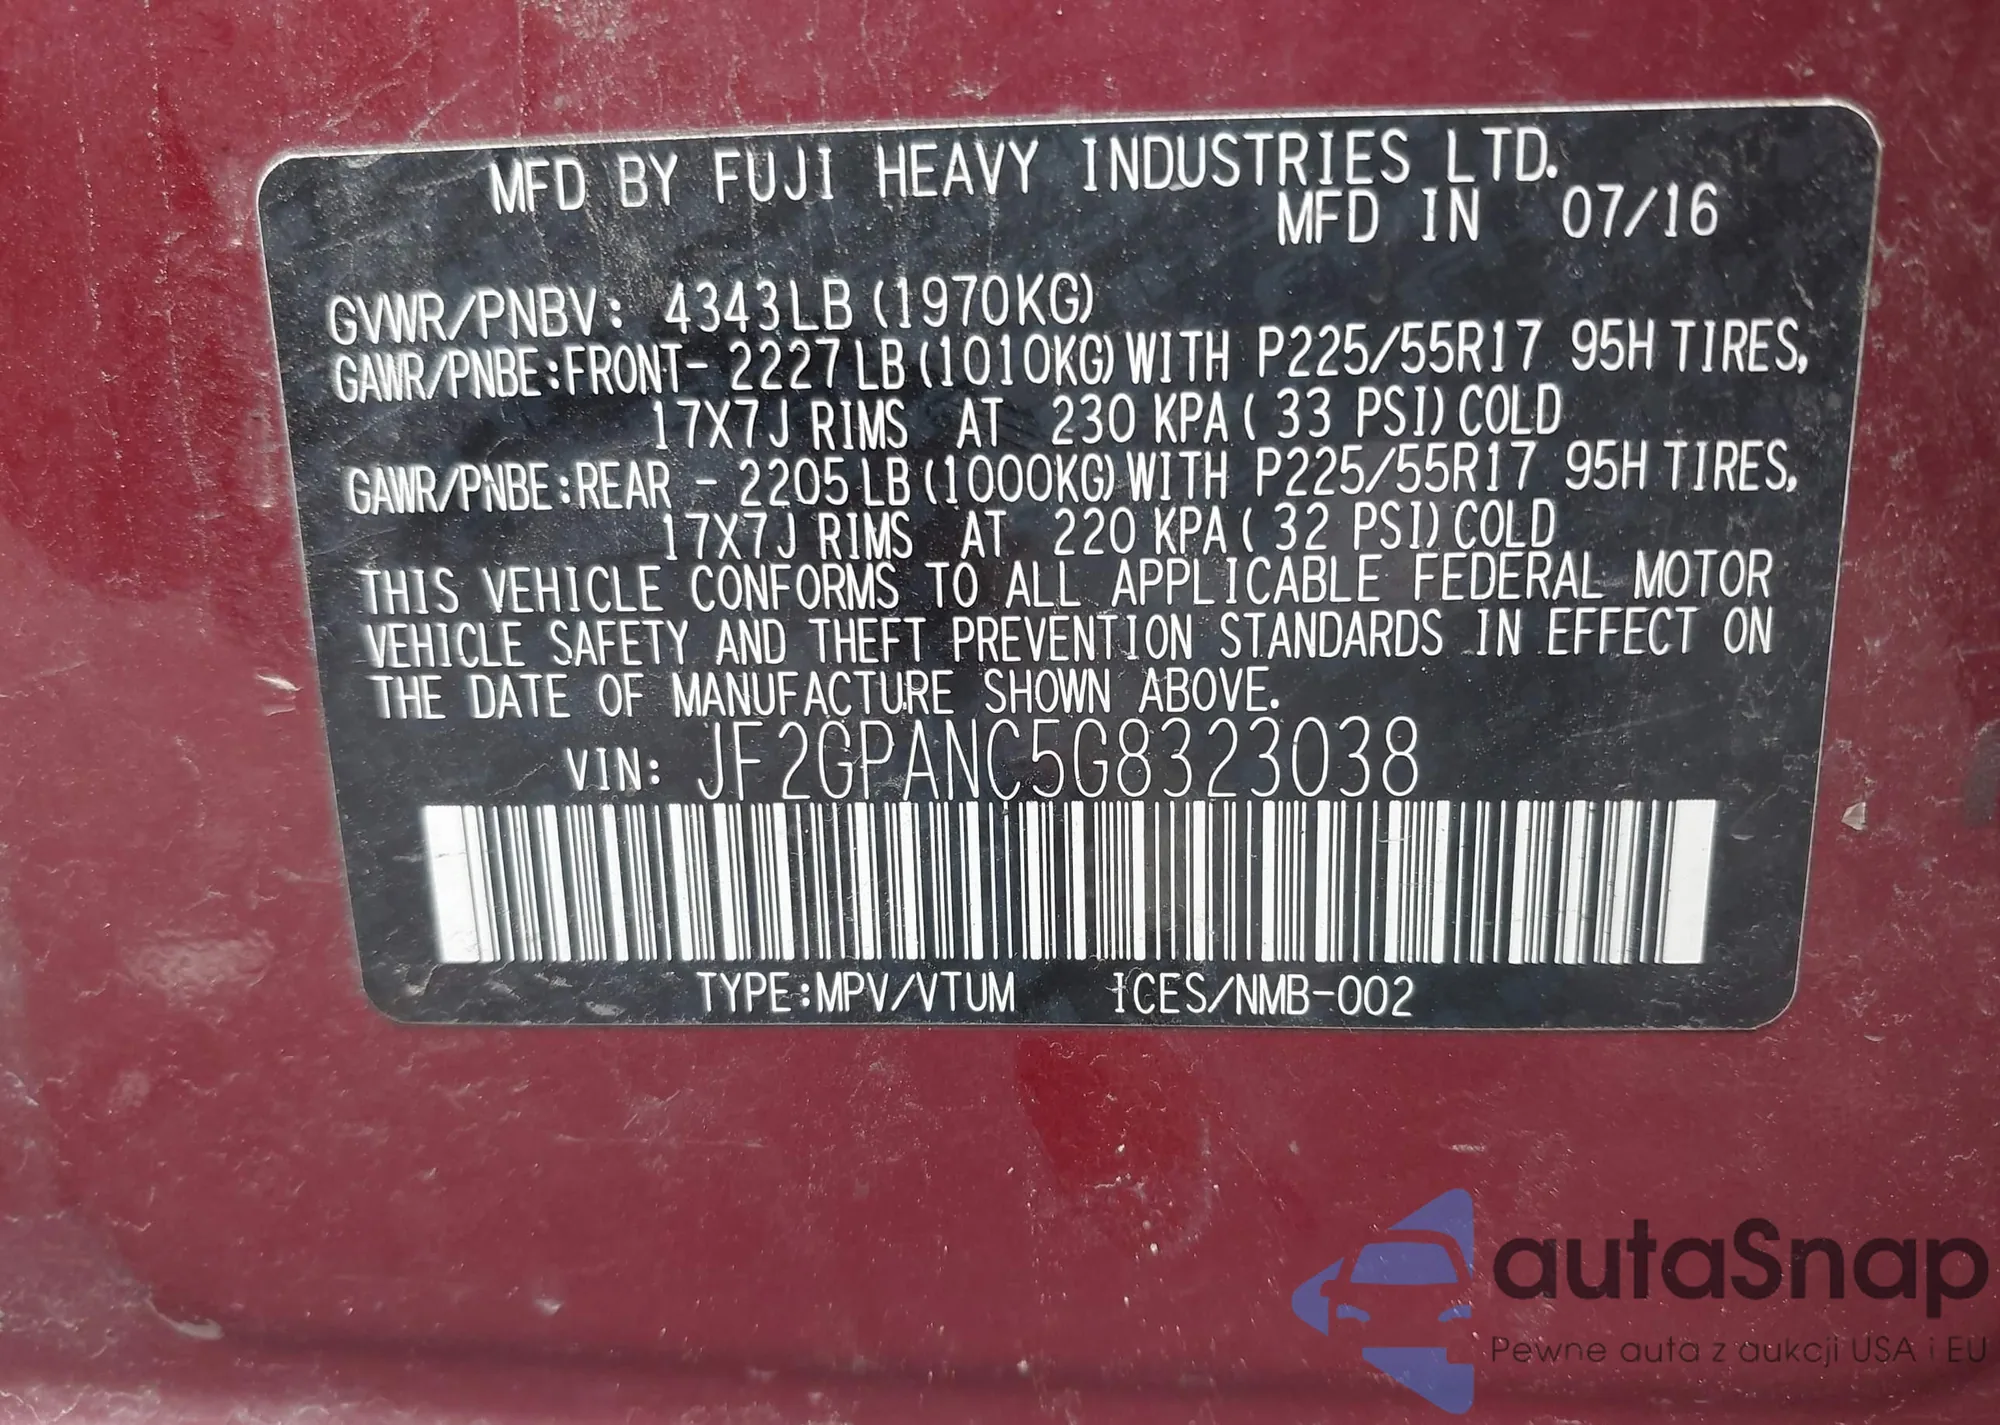 MFD BY FUJI HEAVY INDUSTRIES LTD.
MFD IN 07/16
GVWR/PNBV: 4343LB (1970KG)
GAWR/PNBE:FRONT- 2227LB (1010KG) WITH P225/55R17 95H TIRES,
17X7J RIMS AT 230 KPA ( 33 PSI) COLD
GAWR/PNBE:REAR - 2205LB (1000KG) WITH P225/55R17 95H TIRES,
17X7J RIMS AT 220 KPA ( 32 PSI) COLD
THIS VEHICLE CONFORMS TO ALL APPLICABLE FEDERAL MOTOR
VEHICLE SAFETY AND THEFT PREVENTION STANDARDS IN EFFECT ON
THE DATE OF MANUFACTURE SHOWN ABOVE.
VIN: JF2GPANC5G8323038
TYPE:MPV/VTUM ICES/NMB-002
autaSnap
Pewne auta z aukcji USA i EU